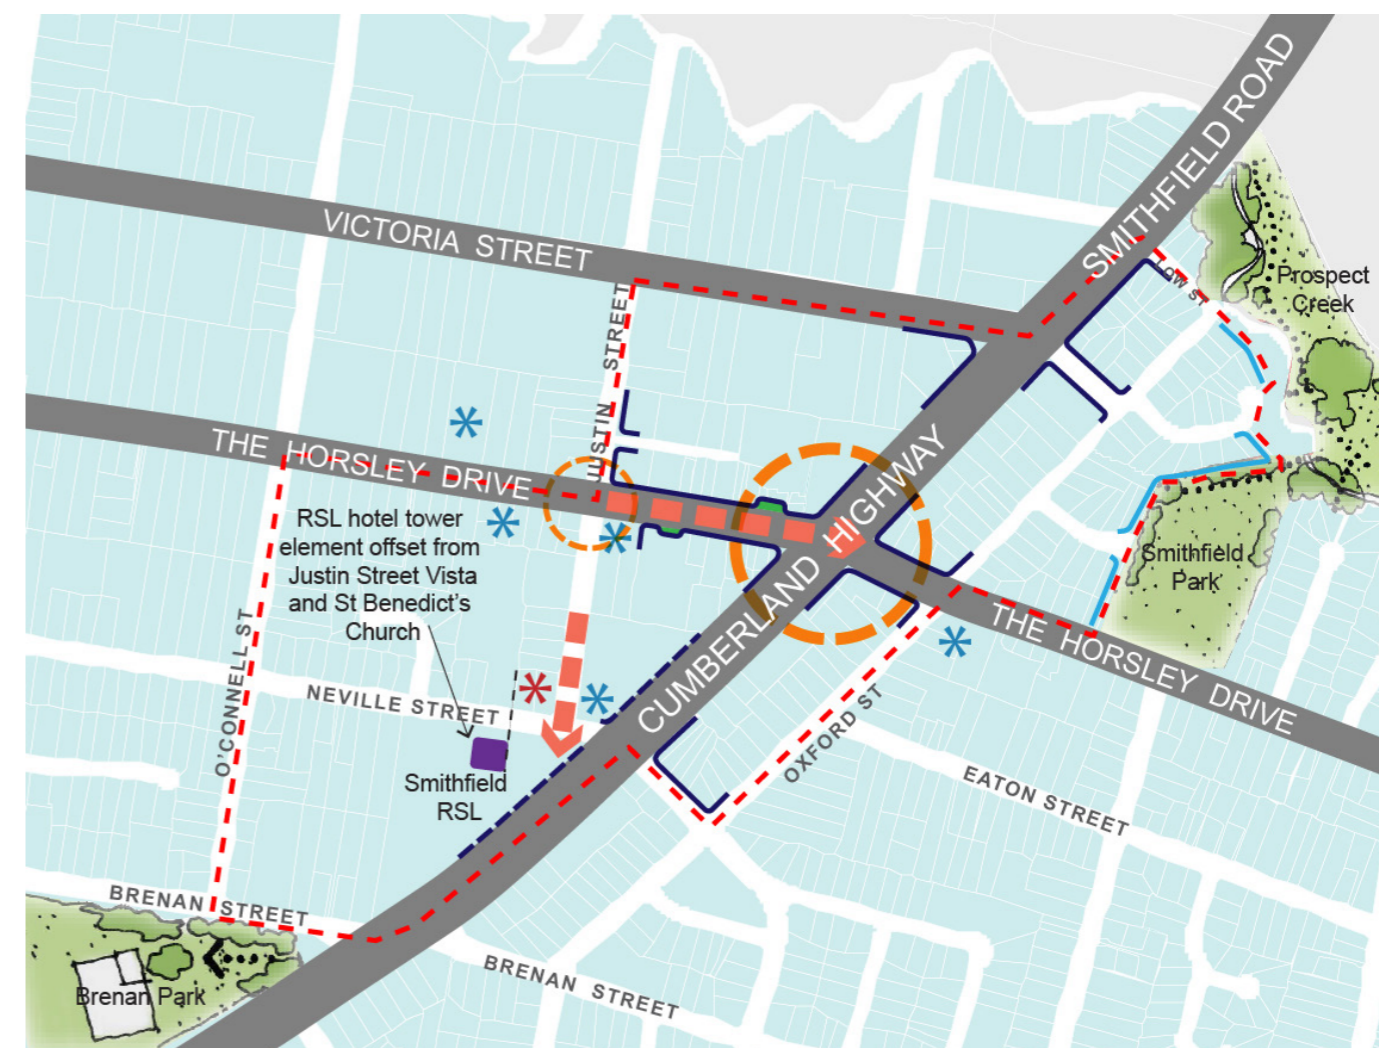 SMITHFIELD ROAD
VICTORIA STREET
LOW ST
Prospect
Creek
JUSTIN STREET
THE HORSLEY DRIVE
RSL hotel tower
element offset from
Justin Street Vista
and St Benedict's
Church
CUMBERLAND HIGHWAY
Smithfield
Park
THE HORSLEY DRIVE
O'CONNELL ST
NEVILLE STREET
OXFORD ST
Smithfield
RSL
EATON STREET
BRENAN STREET
BRENAN STREET
Brenan Park